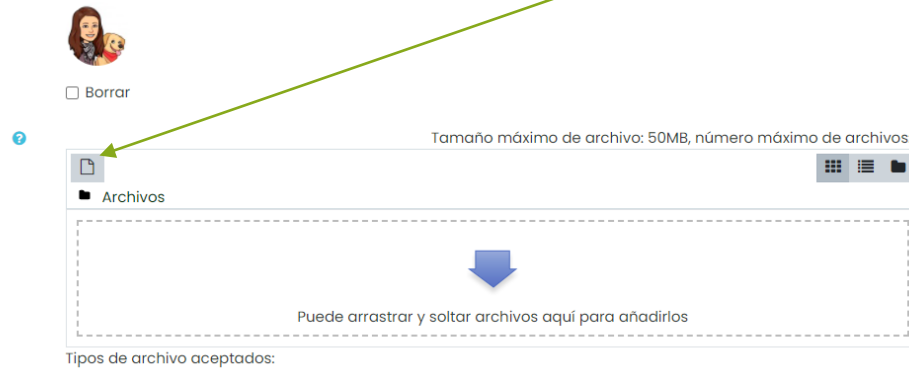 Borrar
Tamaño máximo de archivo: 50MB, número máximo de archivos
Archivos
Puede arrastrar y soltar archivos aquí para añadirlos
Tipos de archivo aceptados: